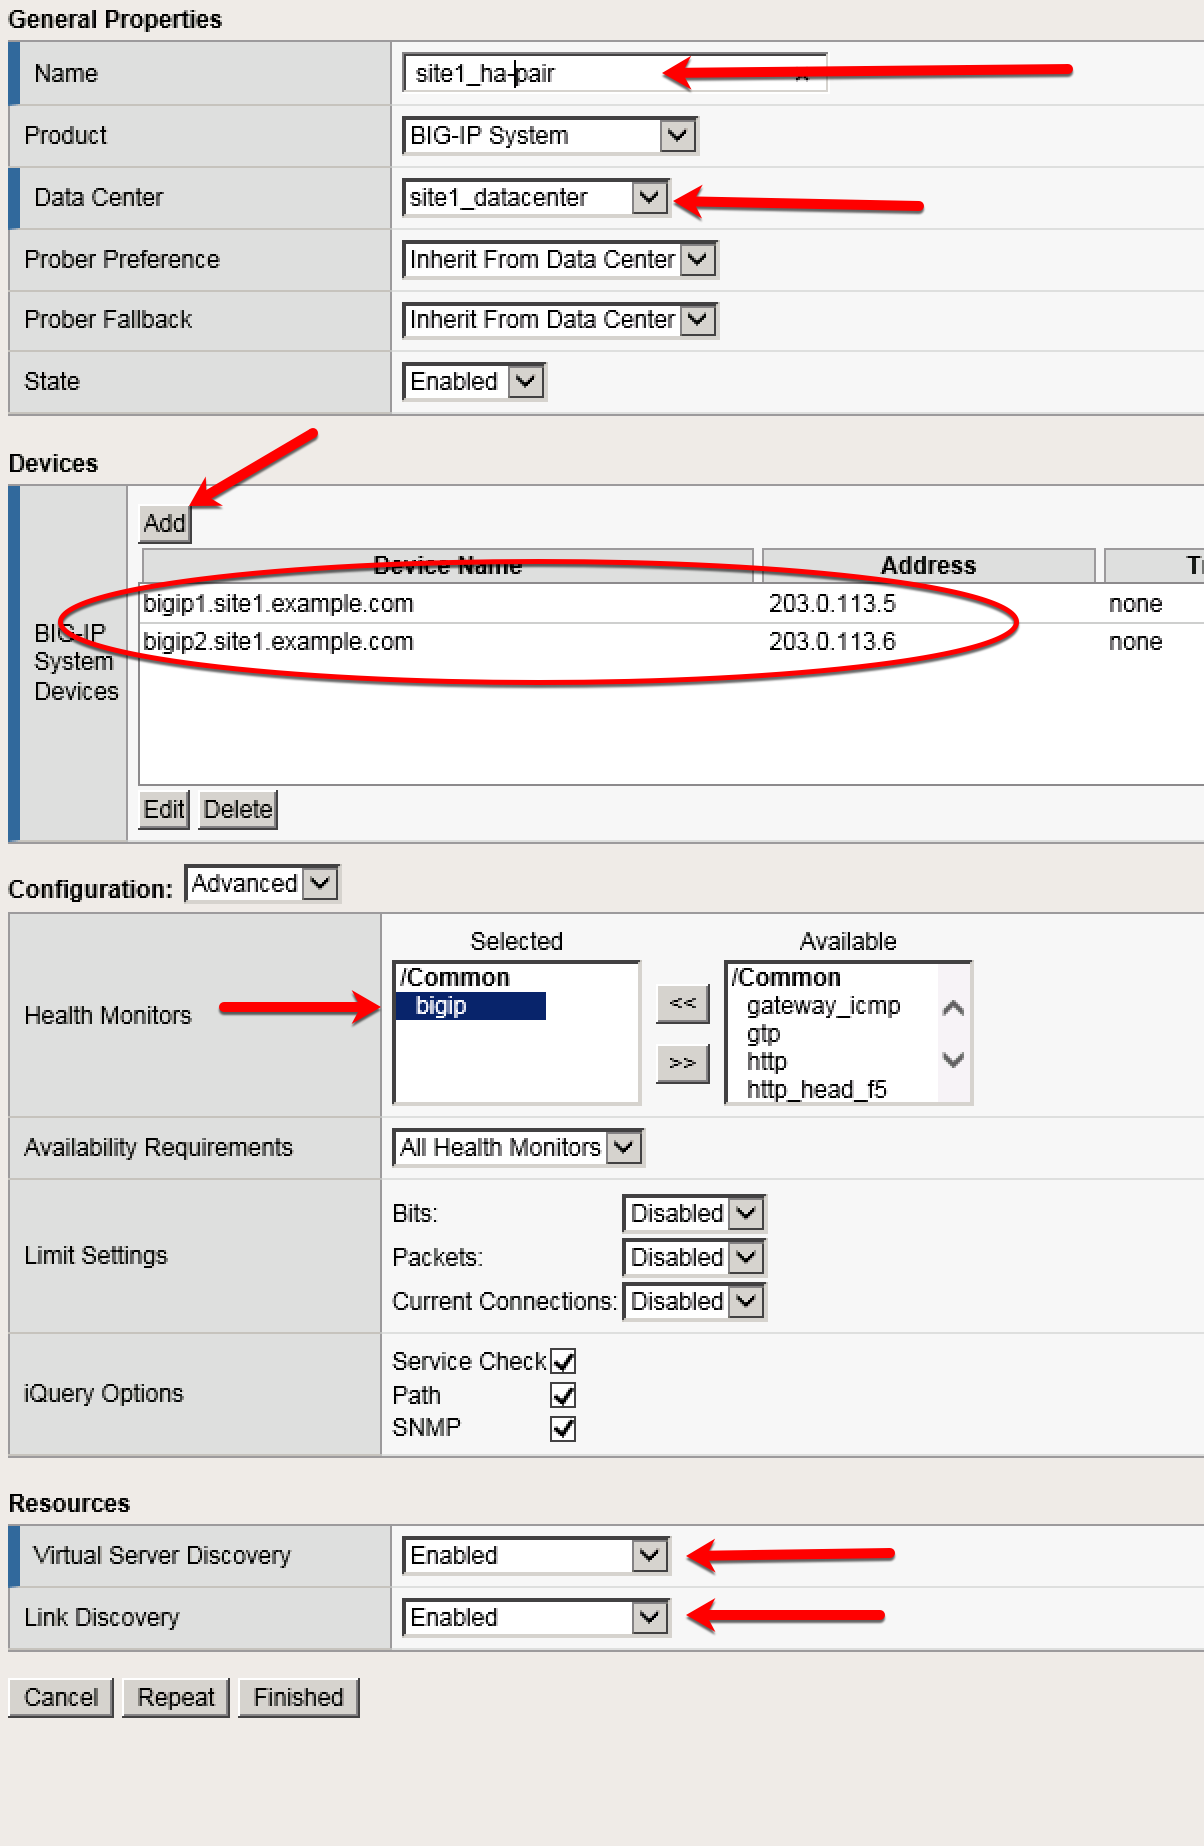 General Properties
Name site1_ha-pair
Product BIG-IP System
Data Center site1_datacenter
Prober Preference Inherit From Data Center
Prober Fallback Inherit From Data Center
State Enabled
Devices
Add
Device Name Address
bigip1.site1.example.com 203.0.113.5 none
bigip2.site1.example.com 203.0.113.6 none
BIG-IP
System
Devices
Edit Delete
Configuration: Advanced
Selected Available
/Common /Common
bigip << gateway_icmp
Health Monitors
gtp
>> http
http_head_f5
Availability Requirements All Health Monitors
Limit Settings
Bits: Disabled
Packets: Disabled
Current Connections: Disabled
iQuery Options
Service Check
Path
SNMP
Resources
Virtual Server Discovery Enabled
Link Discovery Enabled
Cancel Repeat Finished